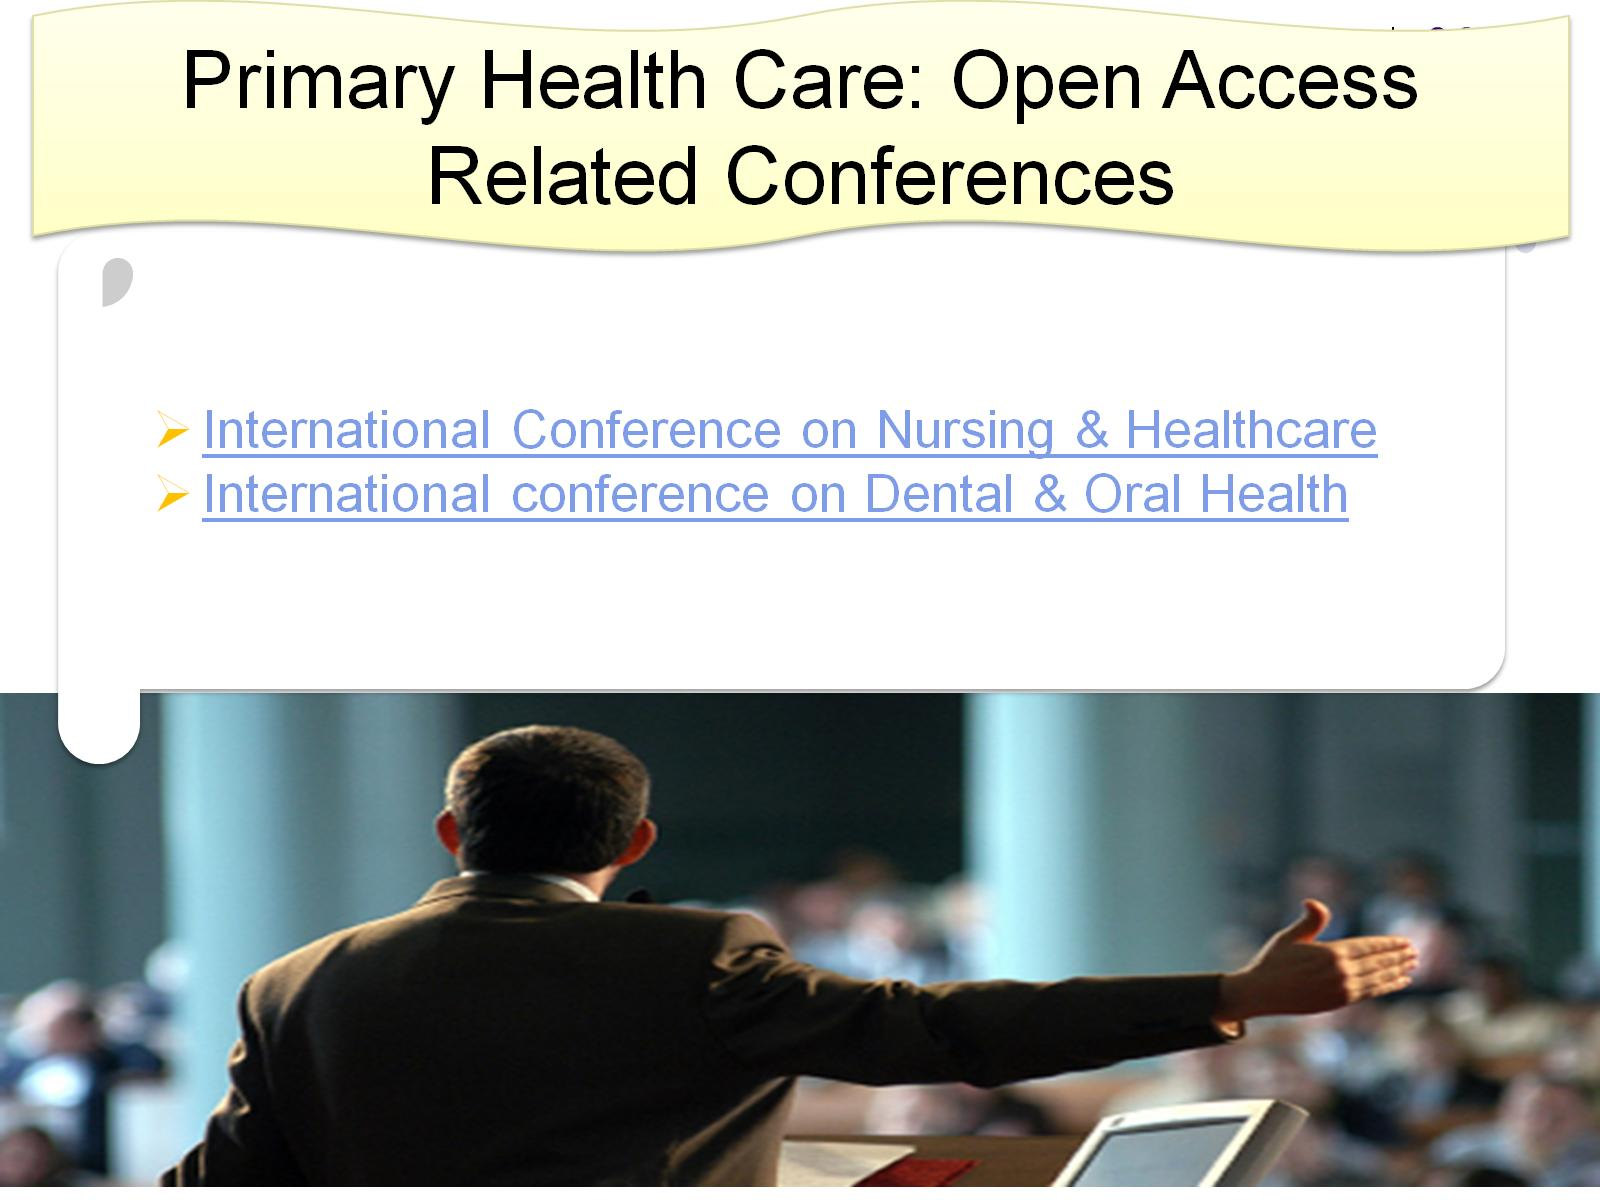 Primary Health Care: Open Access
Related Conferences
International Conference on Nursing & Healthcare
International conference on Dental & Oral Health